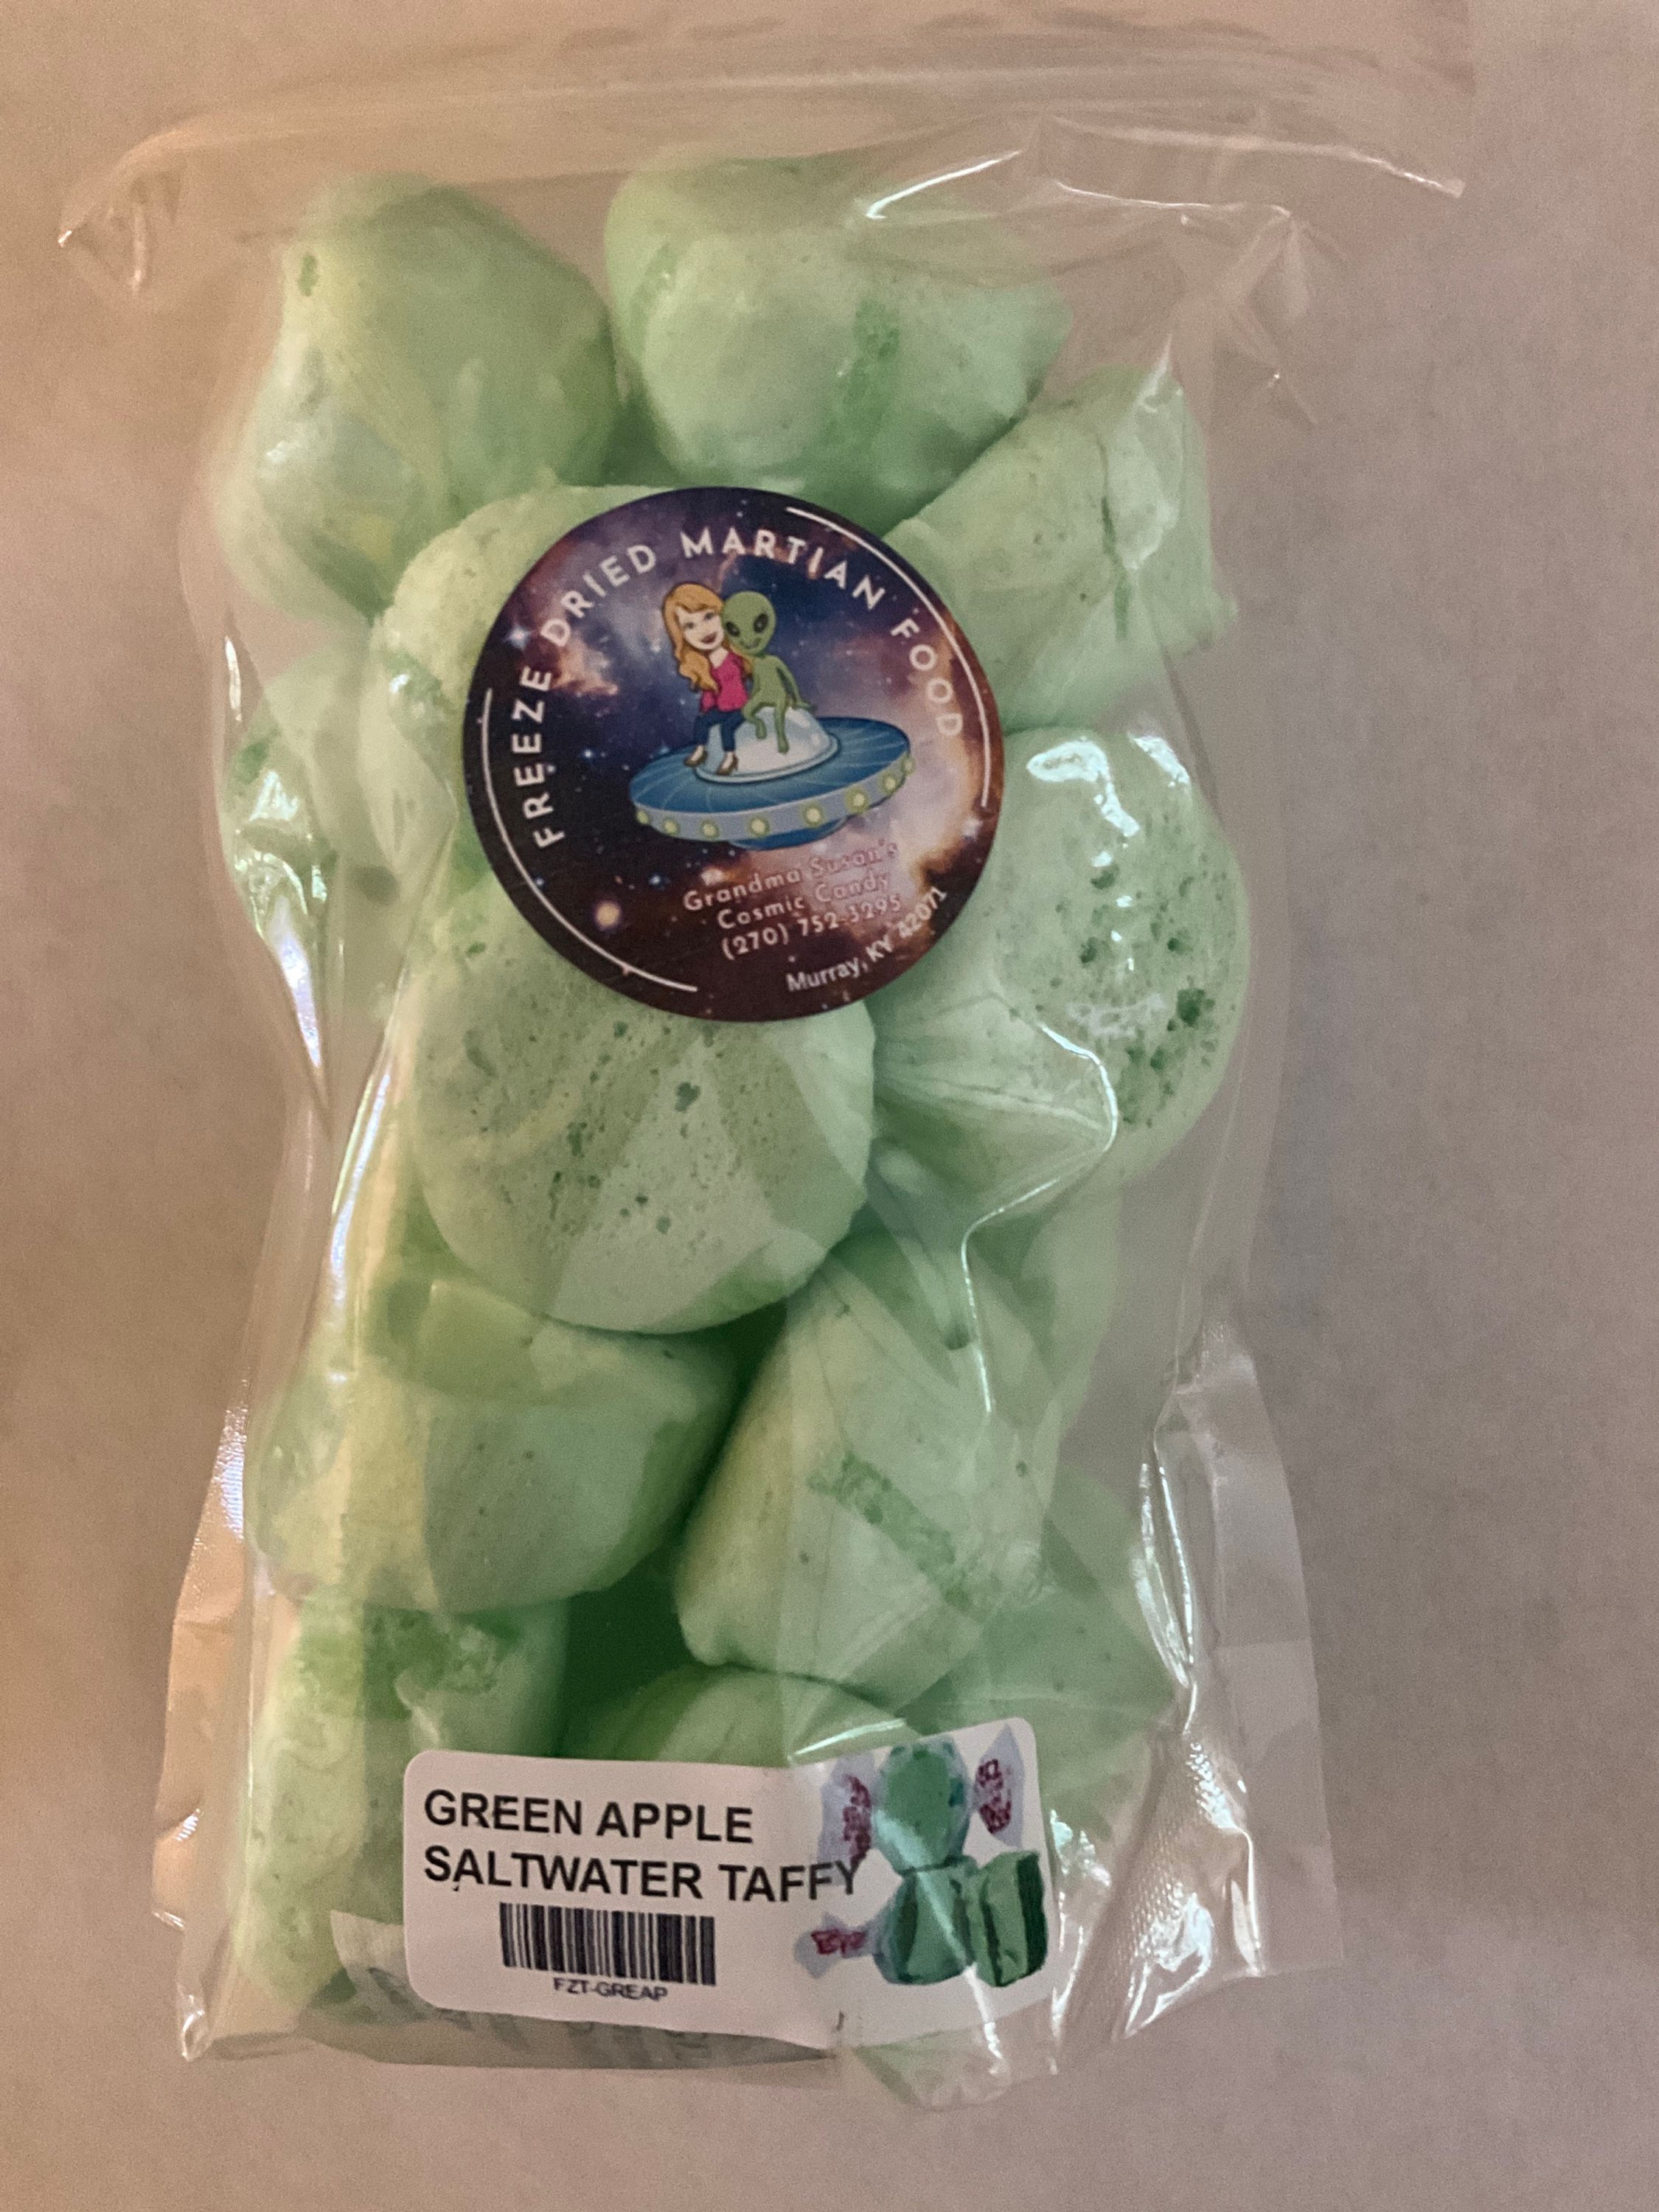 FREEZE DRIED MARTIAN FOOD
Grandma Susan's
Cosmic Candy
(270) 752-3295
Murray, KY 42071
GREEN APPLE
SALTWATER TAFFY
FZT-GREAP